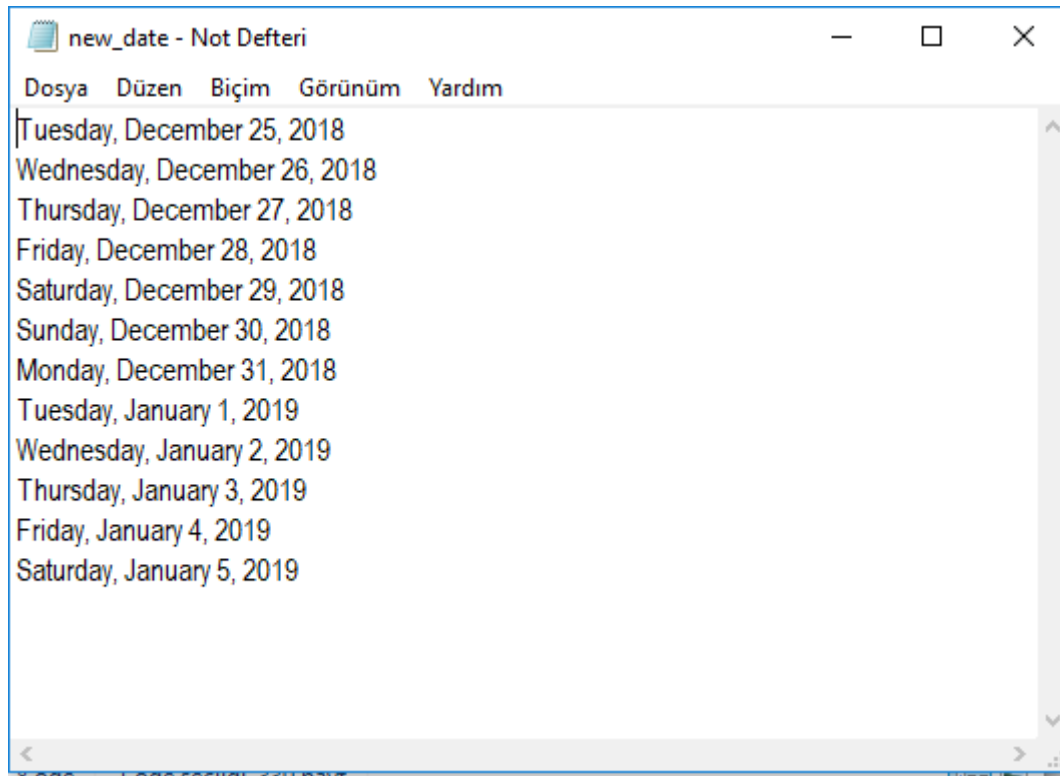 new_date - Not Defteri
Dosya Düzen Biçim Görünüm Yardım
Tuesday, December 25, 2018
Wednesday, December 26, 2018
Thursday, December 27, 2018
Friday, December 28, 2018
Saturday, December 29, 2018
Sunday, December 30, 2018
Monday, December 31, 2018
Tuesday, January 1, 2019
Wednesday, January 2, 2019
Thursday, January 3, 2019
Friday, January 4, 2019
Saturday, January 5, 2019